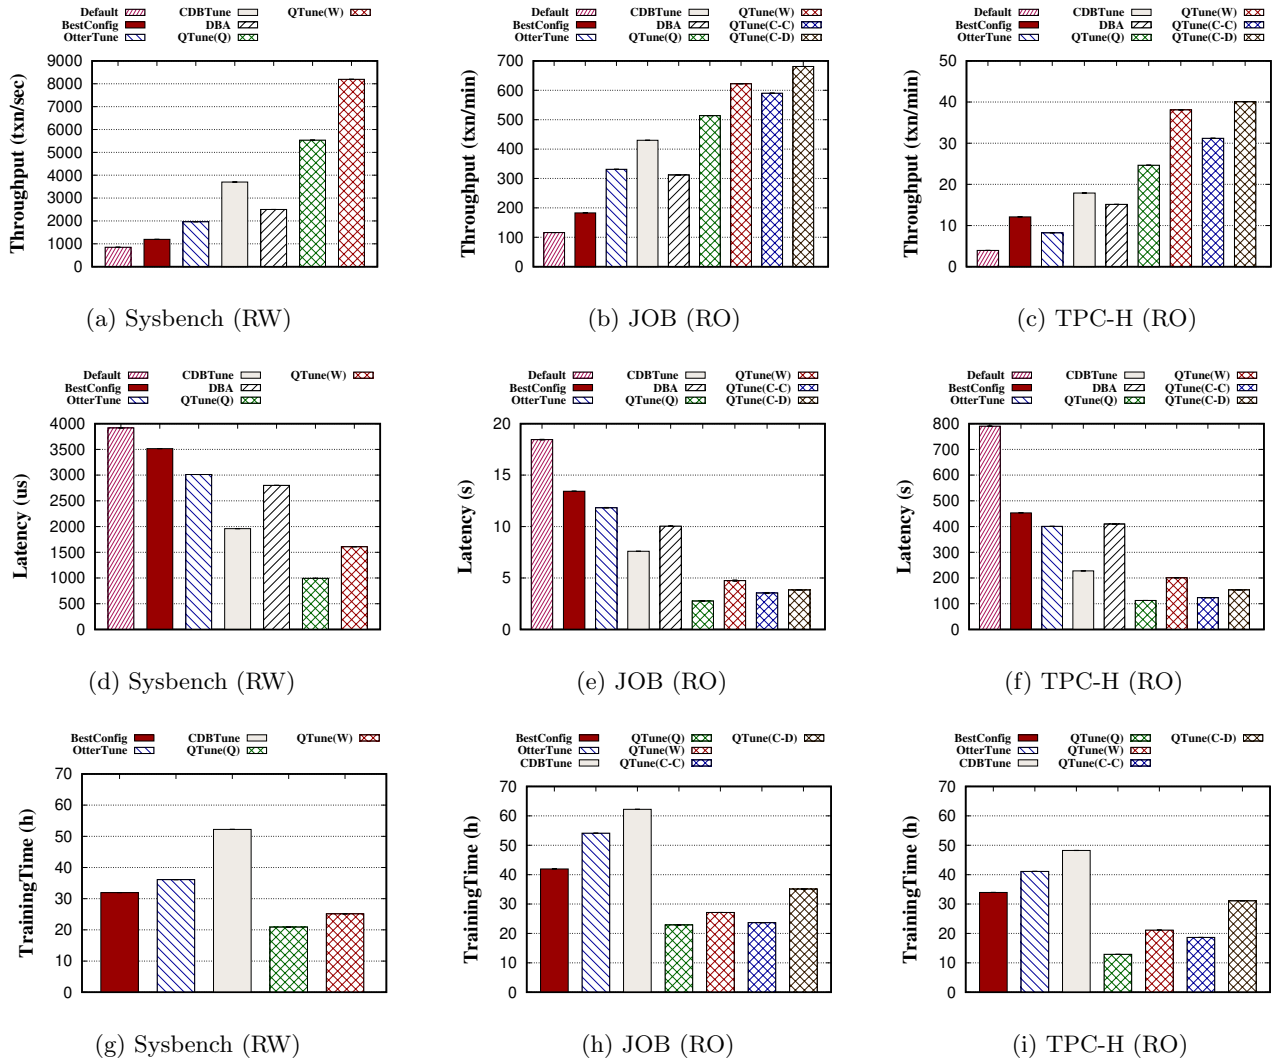 Default CDBTune QTune(W)
BestConfig DBA
OtterTune QTune(Q)
Throughput (txn/sec)
9000
8000
7000
6000
5000
4000
3000
2000
1000
0
(a) Sysbench (RW)
Default CDBTune QTune(W)
BestConfig DBA QTune(C-C)
OtterTune QTune(Q) QTune(C-D)
Throughput (txn/min)
700
600
500
400
300
200
100
0
(b) JOB (RO)
Default CDBTune QTune(W)
BestConfig DBA QTune(C-C)
OtterTune QTune(Q) QTune(C-D)
Throughput (txn/min)
50
40
30
20
10
0
(c) TPC-H (RO)
Default CDBTune QTune(W)
BestConfig DBA
OtterTune QTune(Q)
Latency (us)
4000
3500
3000
2500
2000
1500
1000
500
0
(d) Sysbench (RW)
Default CDBTune QTune(W)
BestConfig DBA QTune(C-C)
OtterTune QTune(Q) QTune(C-D)
Latency (s)
20
15
10
5
0
(e) JOB (RO)
Default CDBTune QTune(W)
BestConfig DBA QTune(C-C)
OtterTune QTune(Q) QTune(C-D)
Latency (s)
800
700
600
500
400
300
200
100
0
(f) TPC-H (RO)
BestConfig CDBTune QTune(W)
OtterTune QTune(Q)
TrainingTime (h)
70
60
50
40
30
20
10
0
(g) Sysbench (RW)
BestConfig QTune(Q) QTune(C-D)
OtterTune QTune(W)
CDBTune QTune(C-C)
TrainingTime (h)
70
60
50
40
30
20
10
0
(h) JOB (RO)
BestConfig QTune(Q) QTune(C-D)
OtterTune QTune(W)
CDBTune QTune(C-C)
TrainingTime (h)
70
60
50
40
30
20
10
0
(i) TPC-H (RO)